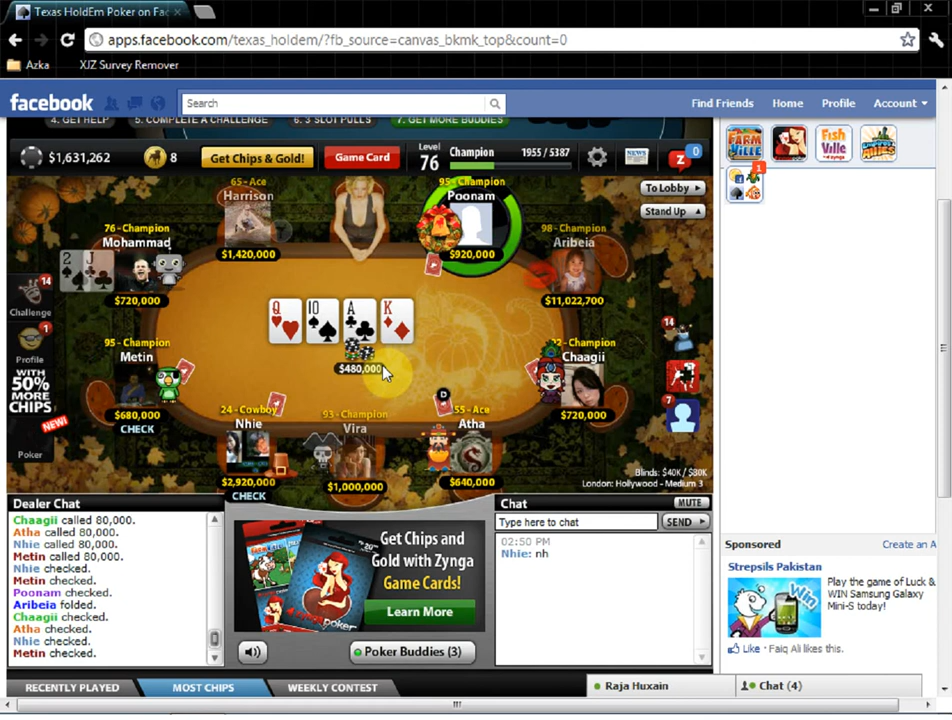 Texas HoldEm Poker on Fac
apps.facebook.com/texas_holdem/?fb_source=canvas_bkmk_top&count=0
Azka
XJZ Survey Remover
facebook
Search
Find Friends
Home
Profile
Account
4. GET HELP
5. COMPLETE A CHALLENGE
6. 3 SLOT PULLS
7. GET MORE BUDDIES
$1,631,262
8
Get Chips & Gold!
Game Card
Level
76
Champion
1955 / 5387
NEWS
Z
0
1
To Lobby
Stand Up
65 - Ace
Harrison
$1,420,000
95 - Champion
Poonam
$920,000
76 - Champion
Mohammad
2 J
$720,000
98 - Champion
Aribeia
$11,022,700
14
Challenge
1
Profile
WITH
50%
MORE
CHIPS
NEW!
Poker
Q 10 A K
$480,000
95 - Champion
Metin
$680,000
CHECK
Champion
Chaagii
$720,000
14
7
24 - Cowboy
Nhie
$2,920,000
CHECK
93 - Champion
Vira
$1,000,000
D
55 - Ace
Atha
$640,000
Blinds: $40K / $80K
London: Hollywood - Medium 3
Dealer Chat
Chaagii called 80,000.
Atha called 80,000.
Nhie called 80,000.
Metin called 80,000.
Nhie checked.
Metin checked.
Poonam checked.
Aribeia folded.
Chaagii checked.
Atha checked.
Nhie checked.
Metin checked.
Get Chips and
Gold with Zynga
Game Cards!
Learn More
Poker Buddies (3)
Chat
MUTE
Type here to chat
SEND
02:50 PM
Nhie: nh
FARM VILLE
Fish Ville
Sponsored
Create an A
Strepsils Pakistan
Play the game of Luck &
WIN Samsung Galaxy
Mini-S today!
Win
Like · Faiq Ali likes this.
RECENTLY PLAYED
MOST CHIPS
WEEKLY CONTEST
Raja Huxain
Chat (4)